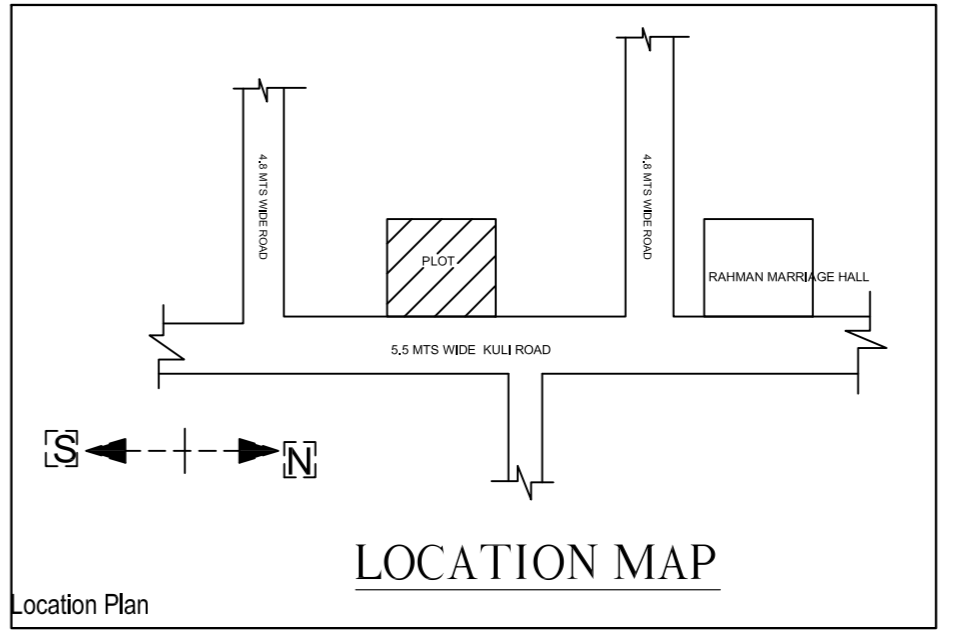 4.8 MTS WIDE ROAD
4.8 MTS WIDE ROAD
PLOT
RAHMAN MARRIAGE HALL
5.5 MTS WIDE KULI ROAD
S
N
LOCATION MAP
Location Plan